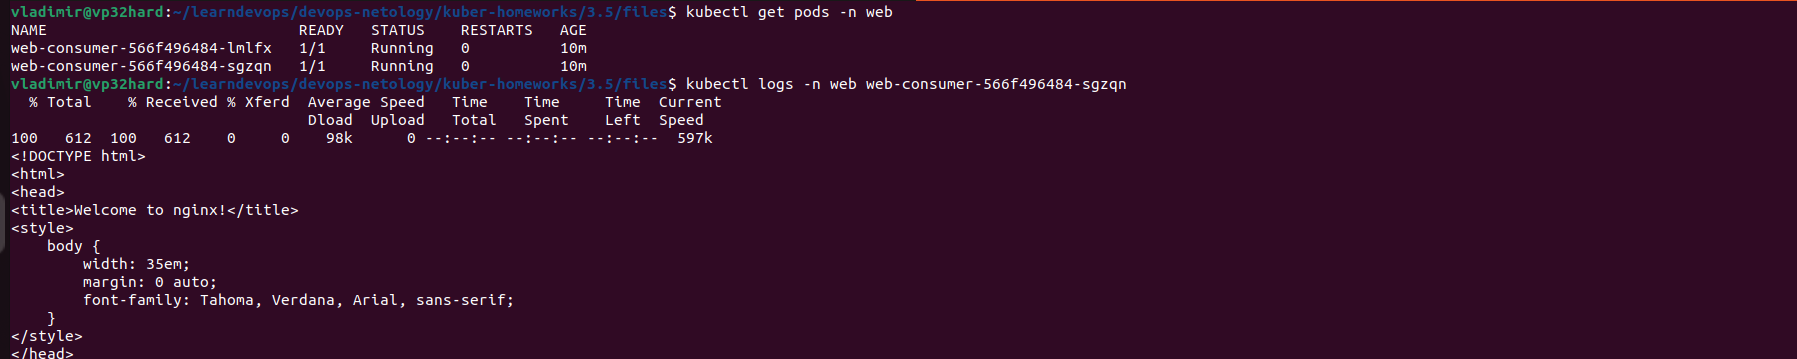 vladimir@vp32hard:~/learndevops/devops-netology/kuber-homeworks/3.5/files$ kubectl get pods -n web
NAME                            READY   STATUS    RESTARTS   AGE
web-consumer-566f496484-lmlfx   1/1     Running   0          10m
web-consumer-566f496484-sgzqn   1/1     Running   0          10m
vladimir@vp32hard:~/learndevops/devops-netology/kuber-homeworks/3.5/files$ kubectl logs -n web web-consumer-566f496484-sgzqn
  % Total    % Received % Xferd  Average Speed   Time    Time     Time  Current
                                 Dload  Upload   Total   Spent    Left  Speed
100   612  100   612    0     0    98k      0 --:--:-- --:--:-- --:--:--  597k
<!DOCTYPE html>
<html>
<head>
<title>Welcome to nginx!</title>
<style>
    body {
        width: 35em;
        margin: 0 auto;
        font-family: Tahoma, Verdana, Arial, sans-serif;
    }
</style>
</head>